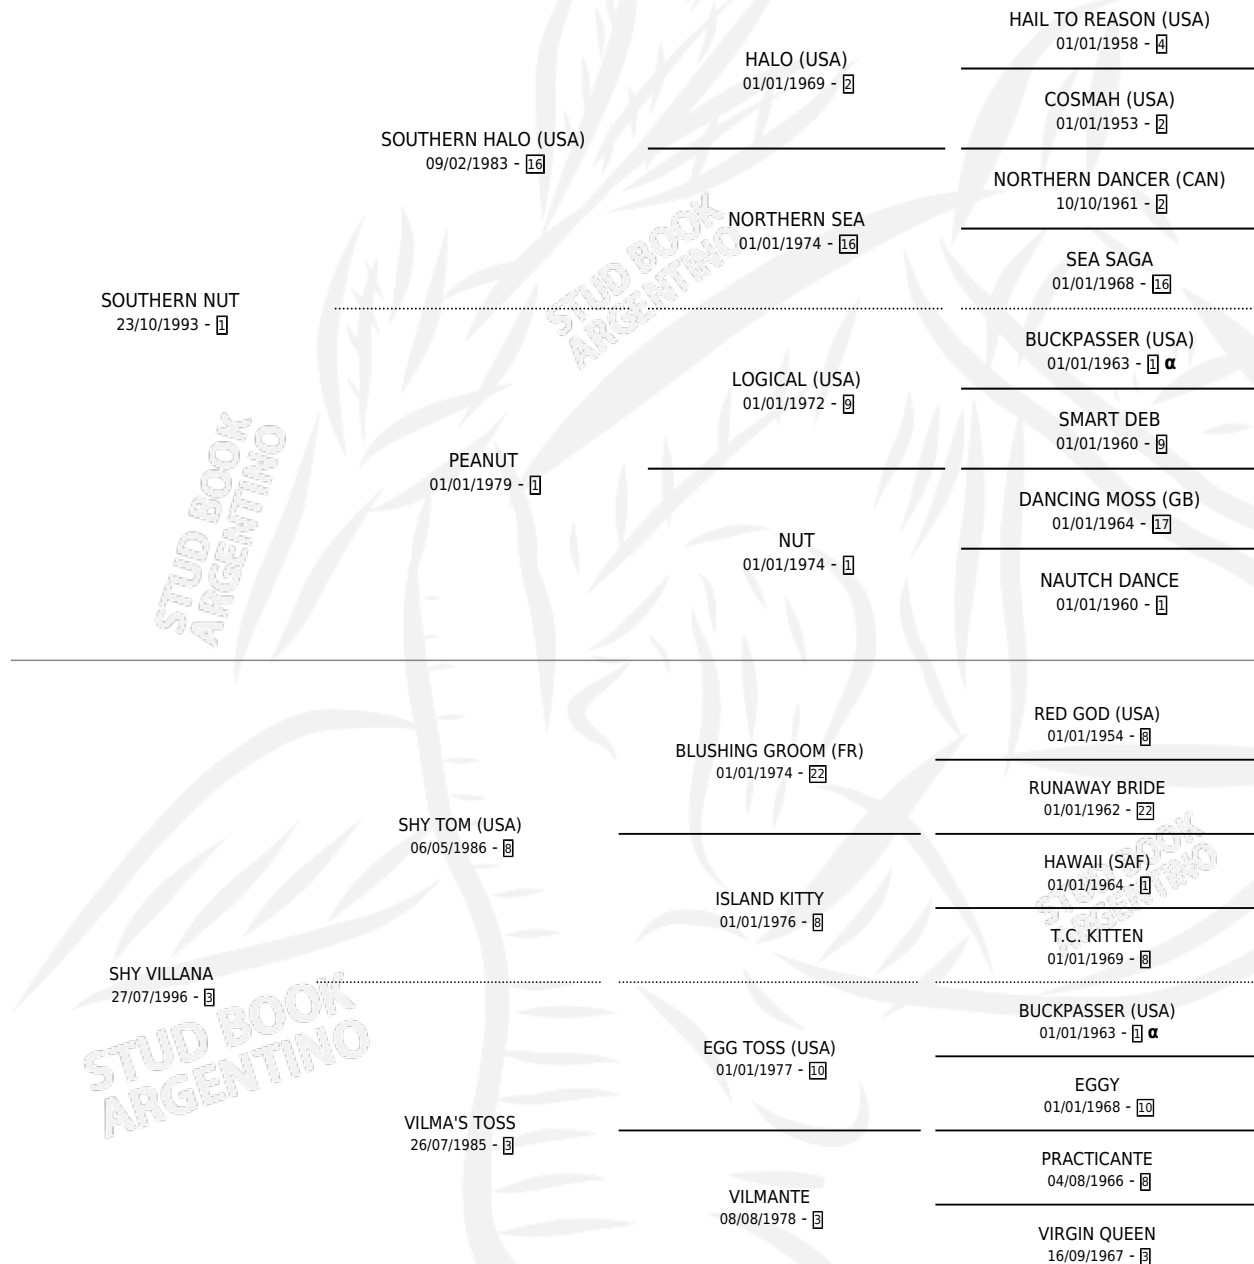 HAIL TO REASON (USA)
01/01/1958 - 4
HALO (USA)
01/01/1969 - 2
COSMAH (USA)
01/01/1953 - 2
SOUTHERN HALO (USA)
09/02/1983 - 16
NORTHERN DANCER (CAN)
10/10/1961 - 2
NORTHERN SEA
01/01/1974 - 16
SEA SAGA
01/01/1968 - 16
SOUTHERN NUT
23/10/1993 - 1
BUCKPASSER (USA)
01/01/1963 - 1 α
LOGICAL (USA)
01/01/1972 - 9
SMART DEB
01/01/1960 - 9
PEANUT
01/01/1979 - 1
DANCING MOSS (GB)
01/01/1964 - 17
NUT
01/01/1974 - 1
NAUTCH DANCE
01/01/1960 - 1
RED GOD (USA)
01/01/1954 - 8
BLUSHING GROOM (FR)
01/01/1974 - 22
RUNAWAY BRIDE
01/01/1962 - 22
SHY TOM (USA)
06/05/1986 - 8
HAWAII (SAF)
01/01/1964 - 1
ISLAND KITTY
01/01/1976 - 8
T.C. KITTEN
01/01/1969 - 8
SHY VILLANA
27/07/1996 - 3
BUCKPASSER (USA)
01/01/1963 - 1 α
EGG TOSS (USA)
01/01/1977 - 10
EGGY
01/01/1968 - 10
VILMA'S TOSS
26/07/1985 - 3
PRACTICANTE
04/08/1966 - 8
VILMANTE
08/08/1978 - 3
VIRGIN QUEEN
16/09/1967 - 3
STUD BOOK
ARGENTINO
STUD BOOK
ARGENTINO
STUD BOOK
ARGENTINO
STUD BOOK
ARGENTINO